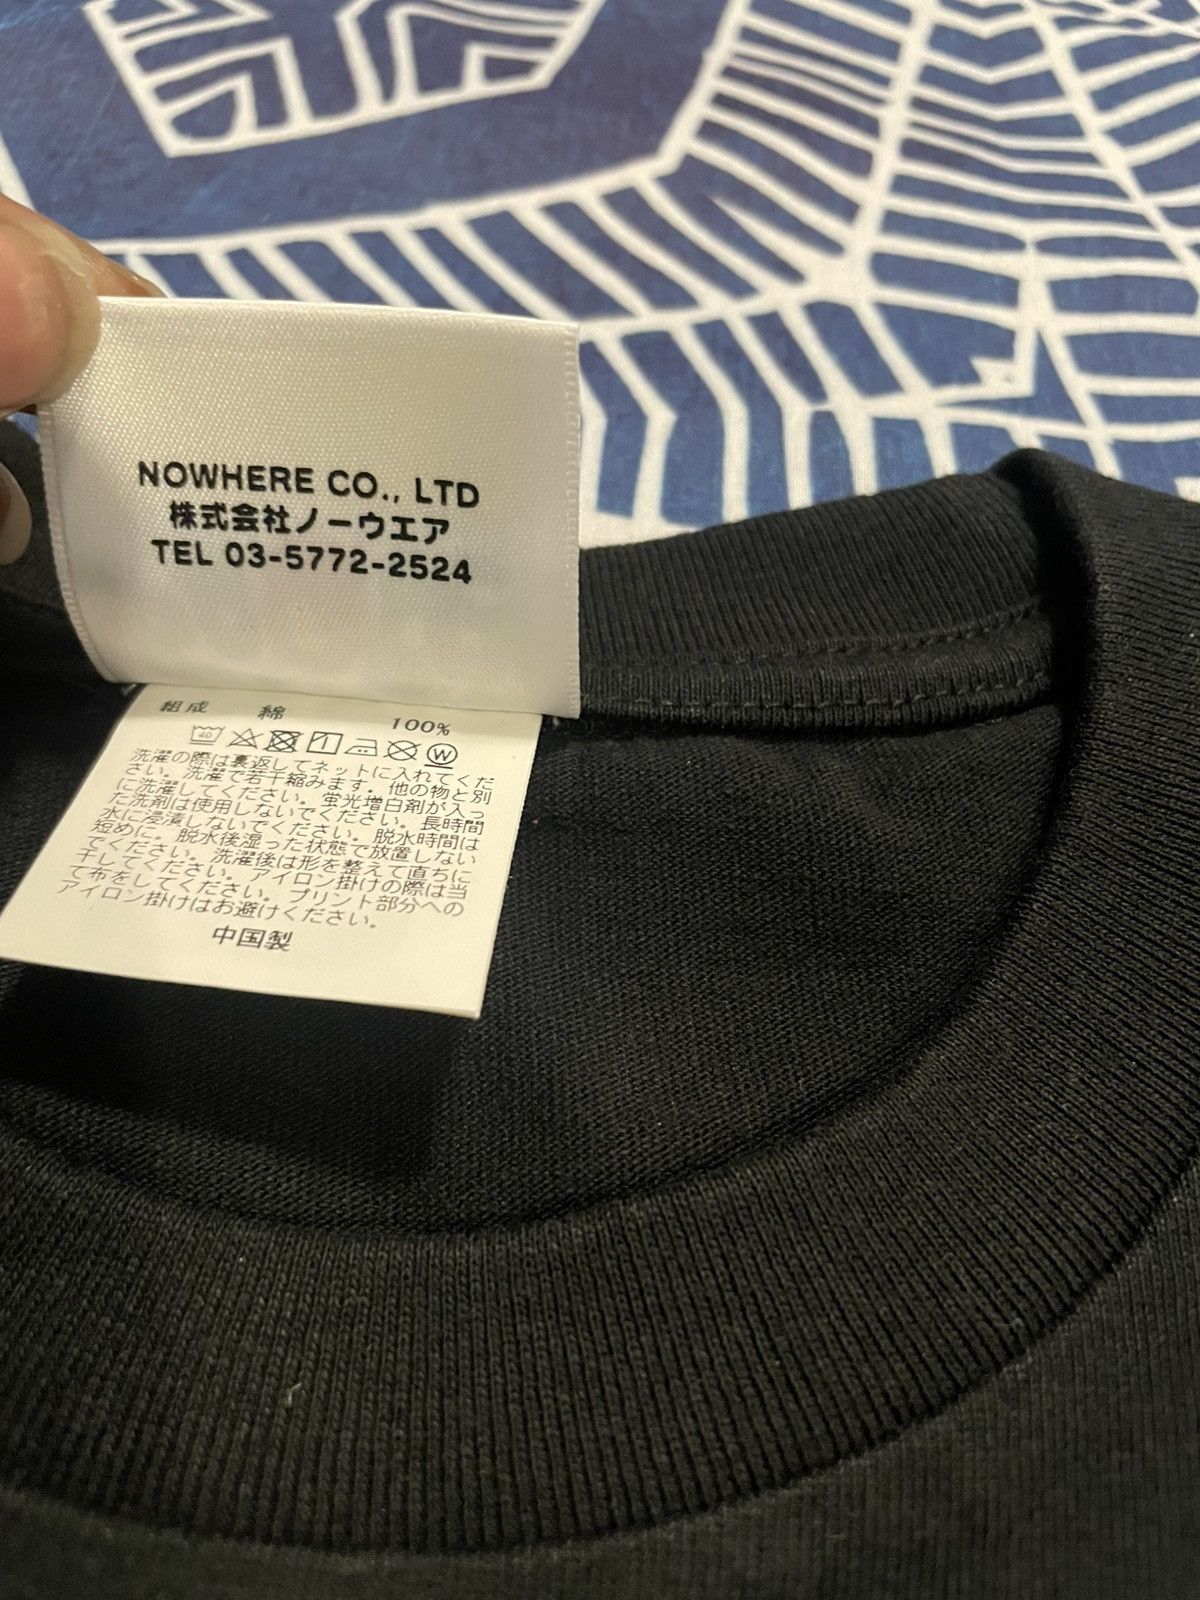 NOWHERE CO., LTD
株式会社ノーウエア
TEL 03-5772-2524
組成 綿 100%
40 W
洗濯の際は裏返してネットに入れてくだ
さい。洗濯で若干縮みます。他の物と別
に洗濯してください。蛍光増白剤が入っ
た洗剤は使用しないでください。長時間
水に浸漬しないでください。脱水時間は
短めに。脱水後湿った状態で放置しない
でください。洗濯後は形を整えて直ちに
干してください。アイロン掛けの際は当
て布をしてください。プリント部分への
アイロン掛けはお避けください。
中国製